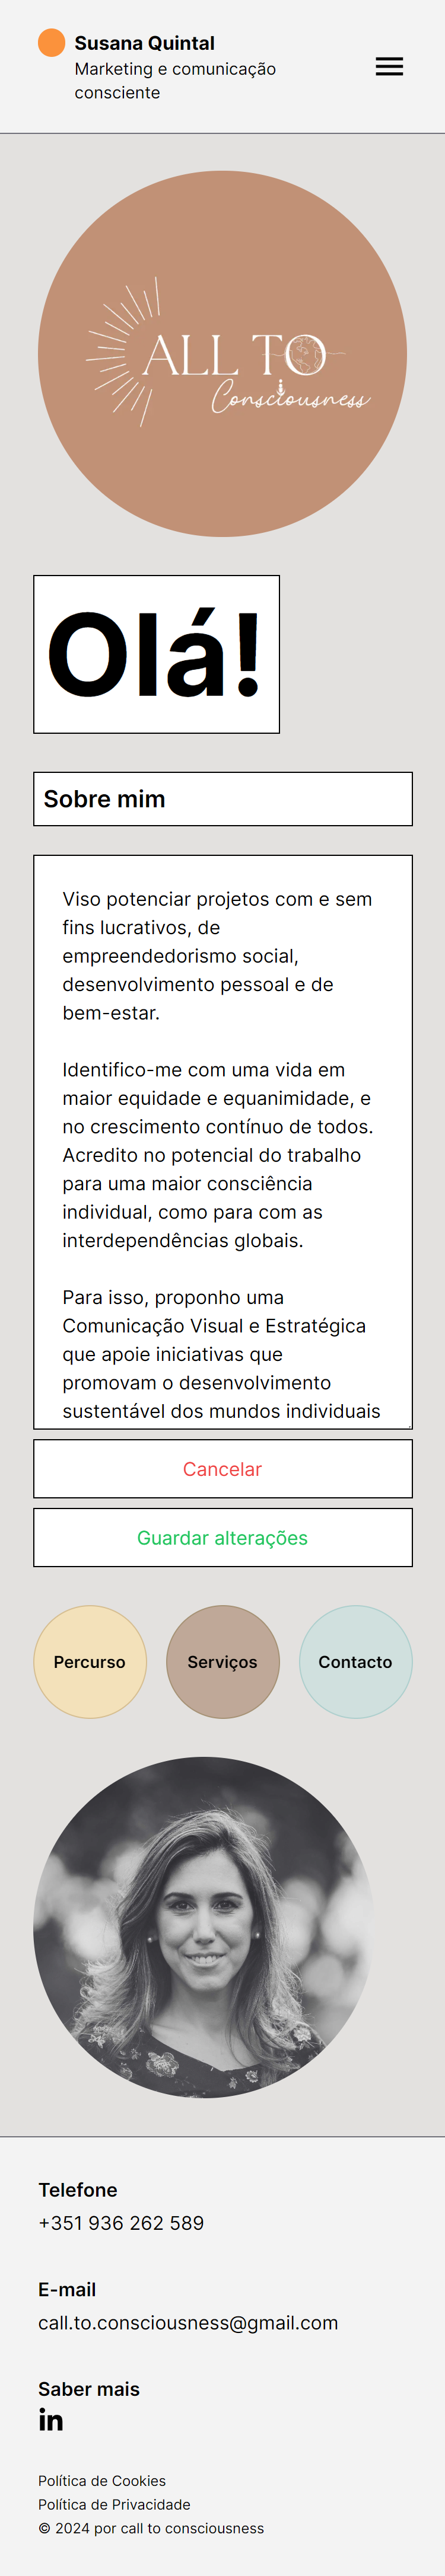 Susana Quintal
Marketing e comunicação
consciente
ALL TO
Consciousness
Olá!
Sobre mim
Viso potenciar projetos com e sem
fins lucrativos, de
empreendedorismo social,
desenvolvimento pessoal e de
bem-estar.
Identifico-me com uma vida em
maior equidade e equanimidade, e
no crescimento contínuo de todos.
Acredito no potencial do trabalho
para uma maior consciência
individual, como para com as
interdependências globais.
Para isso, proponho uma
Comunicação Visual e Estratégica
que apoie iniciativas que
promovam o desenvolvimento
sustentável dos mundos individuais
Cancelar
Guardar alterações
Percurso Serviços Contacto
Telefone
+351 936 262 589
E-mail
call.to.consciousness@gmail.com
Saber mais
in
Política de Cookies
Política de Privacidade
© 2024 por call to consciousness